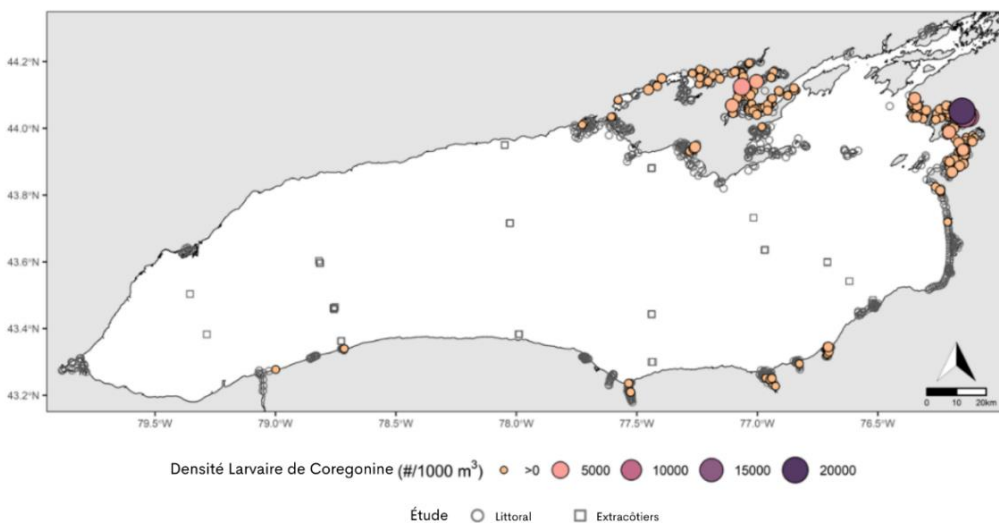 44.2°N
44.0°N
43.8°N
43.6°N
43.4°N
43.2°N
79.5°W 79.0°W 78.5°W 78.0°W 77.5°W 77.0°W 76.5°W
0 10 20km
Densité Larvaire de Coregonine (#/1000 m³) >0 5000 10000 15000 20000
Étude Littoral Extracôtiers